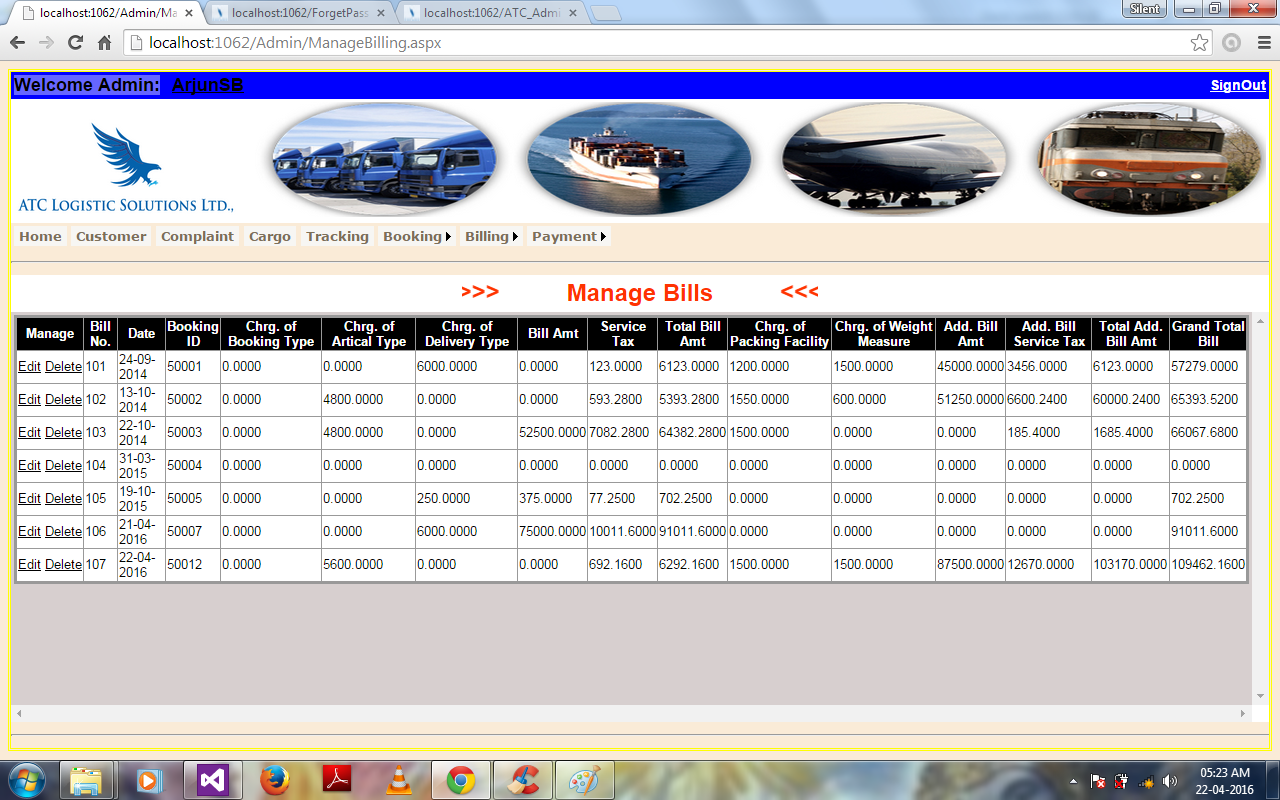 localhost:1062/Admin/Ma
localhost:1062/ForgetPass
localhost:1062/ATC_Admi
Silent
localhost:1062/Admin/ManageBilling.aspx
Welcome Admin: ArjunSB
SignOut
ATC LOGISTIC SOLUTIONS LTD.,
Home Customer Complaint Cargo Tracking Booking Billing Payment
>>> Manage Bills <<<
Manage Bill No. Date Booking ID Chrg. of Booking Type Chrg. of Artical Type Chrg. of Delivery Type Bill Amt Service Tax Total Bill Amt Chrg. of Packing Facility Chrg. of Weight Measure Add. Bill Amt Add. Bill Service Tax Total Add. Bill Amt Grand Total Bill
Edit Delete 101 24-09-2014 50001 0.0000 0.0000 6000.0000 0.0000 123.0000 6123.0000 1200.0000 1500.0000 45000.0000 3456.0000 6123.0000 57279.0000
Edit Delete 102 13-10-2014 50002 0.0000 4800.0000 0.0000 0.0000 593.2800 5393.2800 1550.0000 600.0000 51250.0000 6600.2400 60000.2400 65393.5200
Edit Delete 103 22-10-2014 50003 0.0000 4800.0000 0.0000 52500.0000 7082.2800 64382.2800 1500.0000 0.0000 0.0000 185.4000 1685.4000 66067.6800
Edit Delete 104 31-03-2015 50004 0.0000 0.0000 0.0000 0.0000 0.0000 0.0000 0.0000 0.0000 0.0000 0.0000 0.0000 0.0000
Edit Delete 105 19-10-2015 50005 0.0000 0.0000 250.0000 375.0000 77.2500 702.2500 0.0000 0.0000 0.0000 0.0000 0.0000 702.2500
Edit Delete 106 21-04-2016 50007 0.0000 0.0000 6000.0000 75000.0000 10011.6000 91011.6000 0.0000 0.0000 0.0000 0.0000 0.0000 91011.6000
Edit Delete 107 22-04-2016 50012 0.0000 5600.0000 0.0000 0.0000 692.1600 6292.1600 1500.0000 1500.0000 87500.0000 12670.0000 103170.0000 109462.1600
05:23 AM
22-04-2016